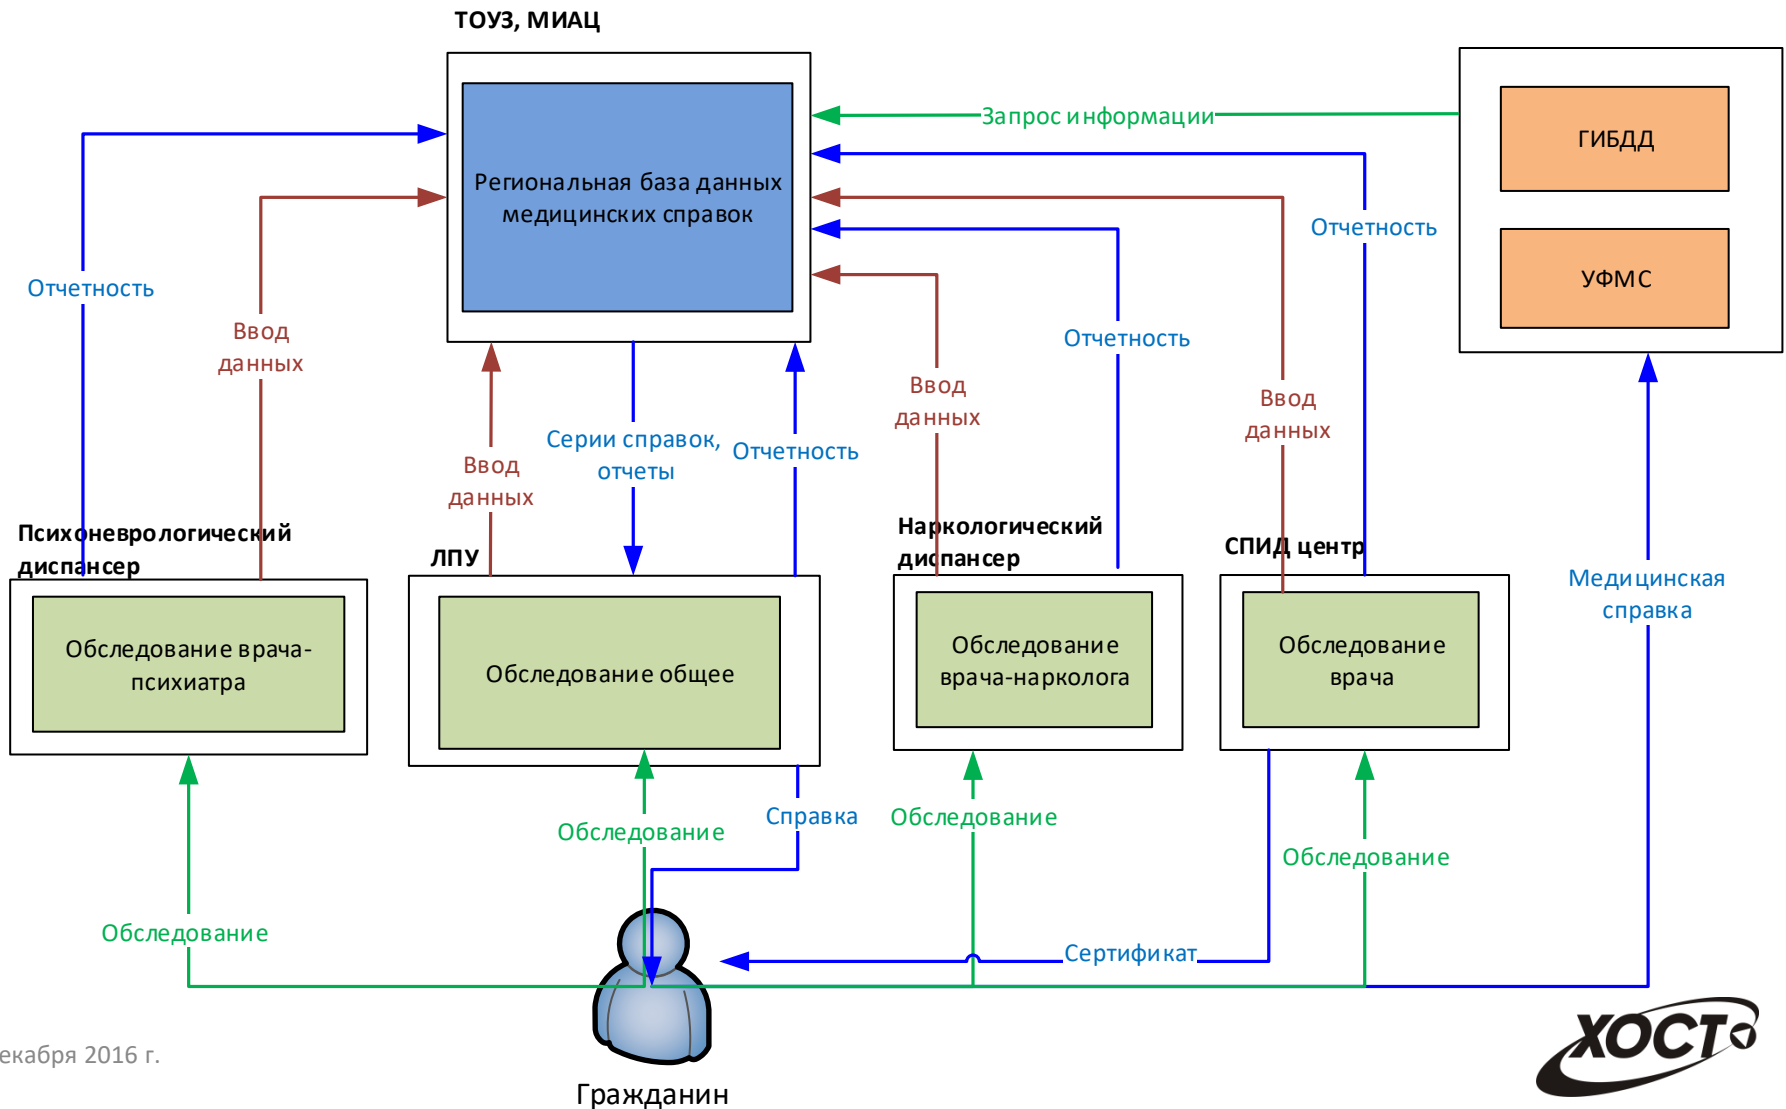 ТОУЗ, МИАЦ
Запрос информации
ГИБДД
Региональная база данных
медицинских справок
Отчетность
УФМС
Отчетность
Ввод
данных
Отчетность
Ввод
данных
Ввод
данных
Серии справок,
отчеты
Отчетность
Ввод
данных
Психоневрологический
диспансер
ЛПУ
Наркологический
диспансер
СПИД центр
Медицинская
справка
Обследование врача-
психиатра
Обследование общее
Обследование
врача-нарколога
Обследование
врача
Справка
Обследование
Обследование
Обследование
Обследование
Сертификат
екабря 2016 г.
Гражданин
ХОСТ